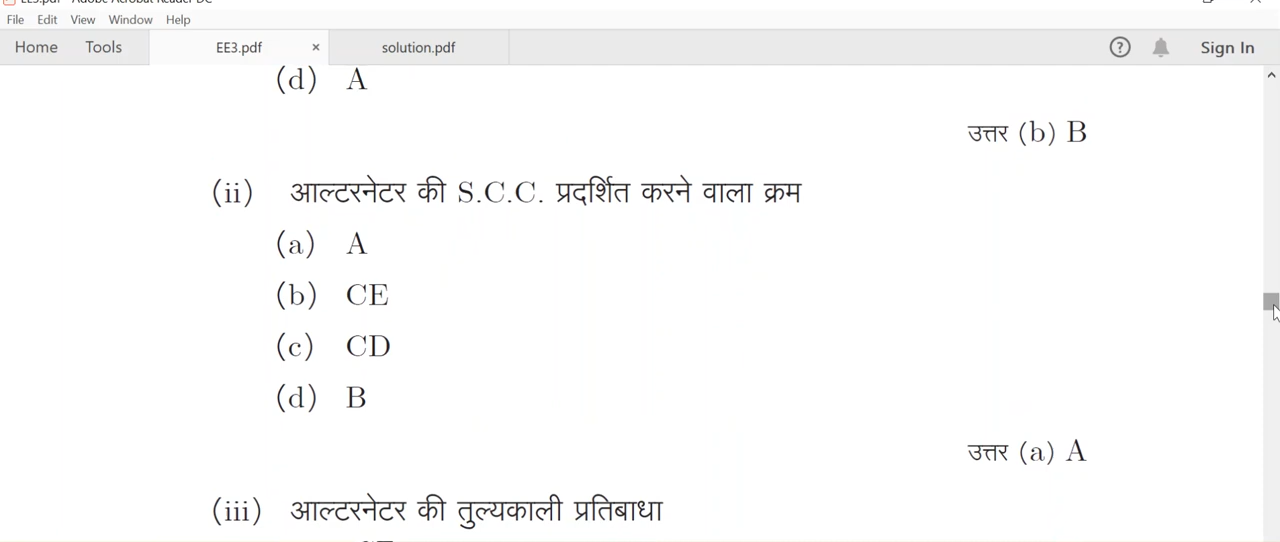 File Edit View Window Help
Home Tools EE3.pdf × solution.pdf ? Sign In
(d) A
उत्तर (b) B
(ii) आल्टरनेटर की S.C.C. प्रदर्शित करने वाला क्रम
(a) A
(b) CE
(c) CD
(d) B
उत्तर (a) A
(iii) आल्टरनेटर की तुल्यकाली प्रतिबाधा